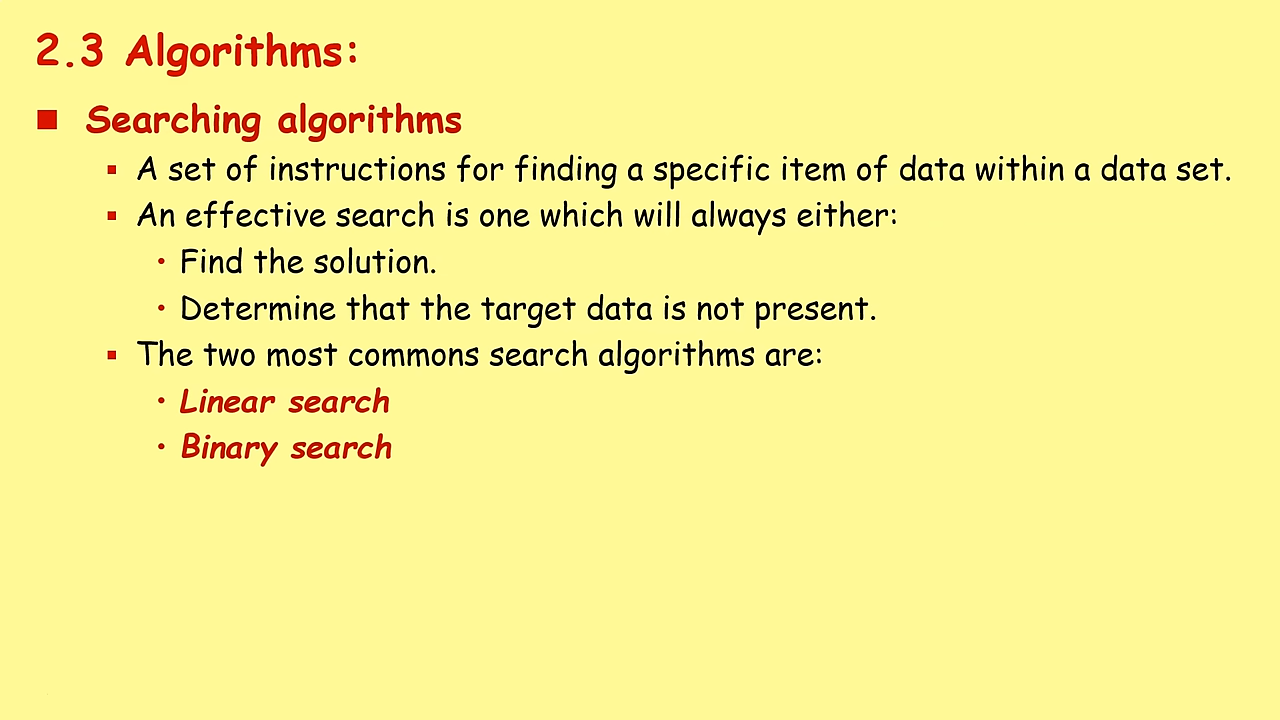 2.3 Algorithms:
Searching algorithms
A set of instructions for finding a specific item of data within a data set.
An effective search is one which will always either:
Find the solution.
Determine that the target data is not present.
The two most commons search algorithms are:
Linear search
Binary search